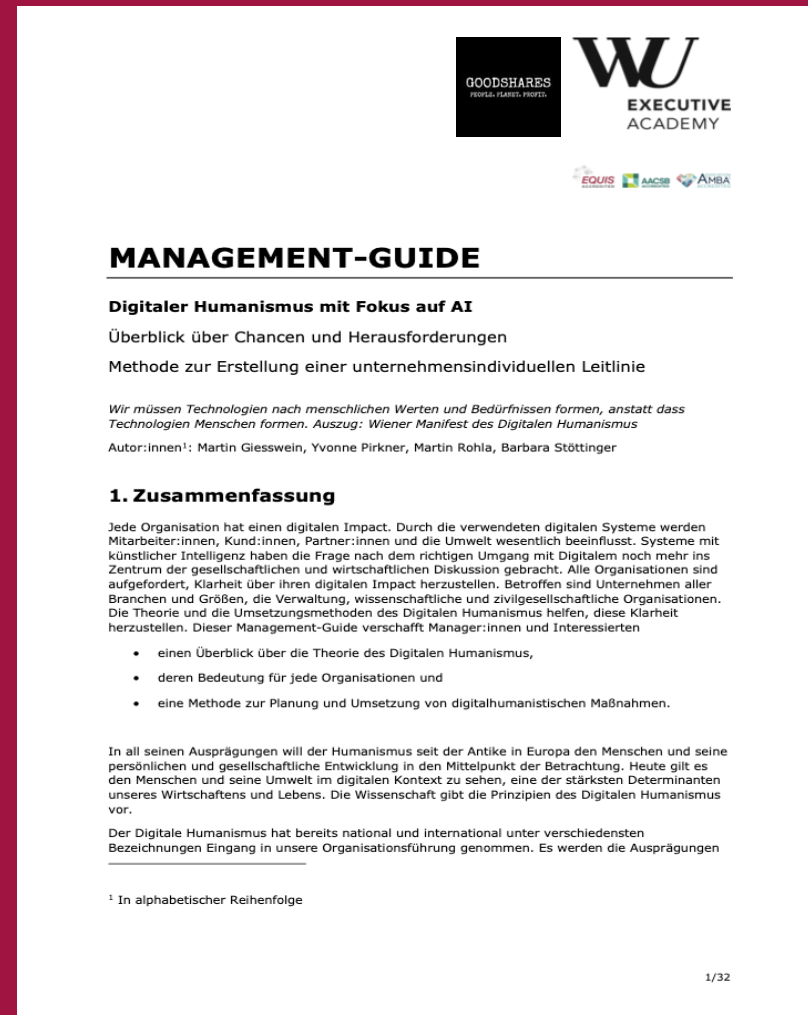 GOODSHARES
PEOPLE. PLANET. PROFIT.
WU
EXECUTIVE
ACADEMY
EQUIS
ACCREDITED
AACSB
ACCREDITED
AMBA
ACCREDITED
MANAGEMENT-GUIDE
Digitaler Humanismus mit Fokus auf AI
Überblick über Chancen und Herausforderungen
Methode zur Erstellung einer unternehmensindividuellen Leitlinie
Wir müssen Technologien nach menschlichen Werten und Bedürfnissen formen, anstatt dass
Technologien Menschen formen. Auszug: Wiener Manifest des Digitalen Humanismus
Autor:innen¹: Martin Giesswein, Yvonne Pirkner, Martin Rohla, Barbara Stöttinger
1. Zusammenfassung
Jede Organisation hat einen digitalen Impact. Durch die verwendeten digitalen Systeme werden
Mitarbeiter:innen, Kund:innen, Partner:innen und die Umwelt wesentlich beeinflusst. Systeme mit
künstlicher Intelligenz haben die Frage nach dem richtigen Umgang mit Digitalem noch mehr ins
Zentrum der gesellschaftlichen und wirtschaftlichen Diskussion gebracht. Alle Organisationen sind
aufgefordert, Klarheit über ihren digitalen Impact herzustellen. Betroffen sind Unternehmen aller
Branchen und Größen, die Verwaltung, wissenschaftliche und zivilgesellschaftliche Organisationen.
Die Theorie und die Umsetzungsmethoden des Digitalen Humanismus helfen, diese Klarheit
herzustellen. Dieser Management-Guide verschafft Manager:innen und Interessierten
• einen Überblick über die Theorie des Digitalen Humanismus,
• deren Bedeutung für jede Organisationen und
• eine Methode zur Planung und Umsetzung von digitalhumanistischen Maßnahmen.
In all seinen Ausprägungen will der Humanismus seit der Antike in Europa den Menschen und seine
persönlichen und gesellschaftliche Entwicklung in den Mittelpunkt der Betrachtung. Heute gilt es
den Menschen und seine Umwelt im digitalen Kontext zu sehen, eine der stärksten Determinanten
unseres Wirtschaftens und Lebens. Die Wissenschaft gibt die Prinzipien des Digitalen Humanismus
vor.
Der Digitale Humanismus hat bereits national und international unter verschiedensten
Bezeichnungen Eingang in unsere Organisationsführung genommen. Es werden die Ausprägungen
¹ In alphabetischer Reihenfolge
1/32